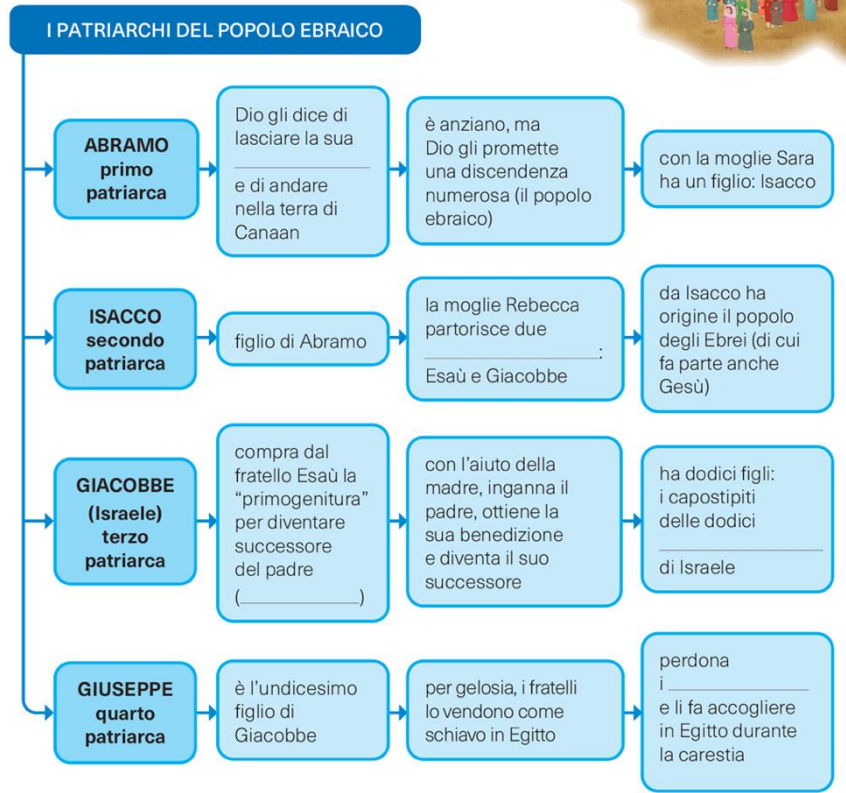 I PATRIARCHI DEL POPOLO EBRAICO
ABRAMO
primo
patriarca
Dio gli dice di
lasciare la sua
____________
e di andare
nella terra di
Canaan
è anziano, ma
Dio gli promette
una discendenza
numerosa (il popolo
ebraico)
con la moglie Sara
ha un figlio: Isacco
ISACCO
secondo
patriarca
figlio di Abramo
la moglie Rebecca
partorisce due
____________:
Esaù e Giacobbe
da Isacco ha
origine il popolo
degli Ebrei (di cui
fa parte anche
Gesù)
GIACOBBE
(Israele)
terzo
patriarca
compra dal
fratello Esaù la
“primogenitura”
per diventare
successore
del padre
(____________)
con l’aiuto della
madre, inganna il
padre, ottiene la
sua benedizione
e diventa il suo
successore
ha dodici figli:
i capostipiti
delle dodici
____________
di Israele
GIUSEPPE
quarto
patriarca
è l’undicesimo
figlio di
Giacobbe
per gelosia, i fratelli
lo vendono come
schiavo in Egitto
perdona
i ____________
e li fa accogliere
in Egitto durante
la carestia